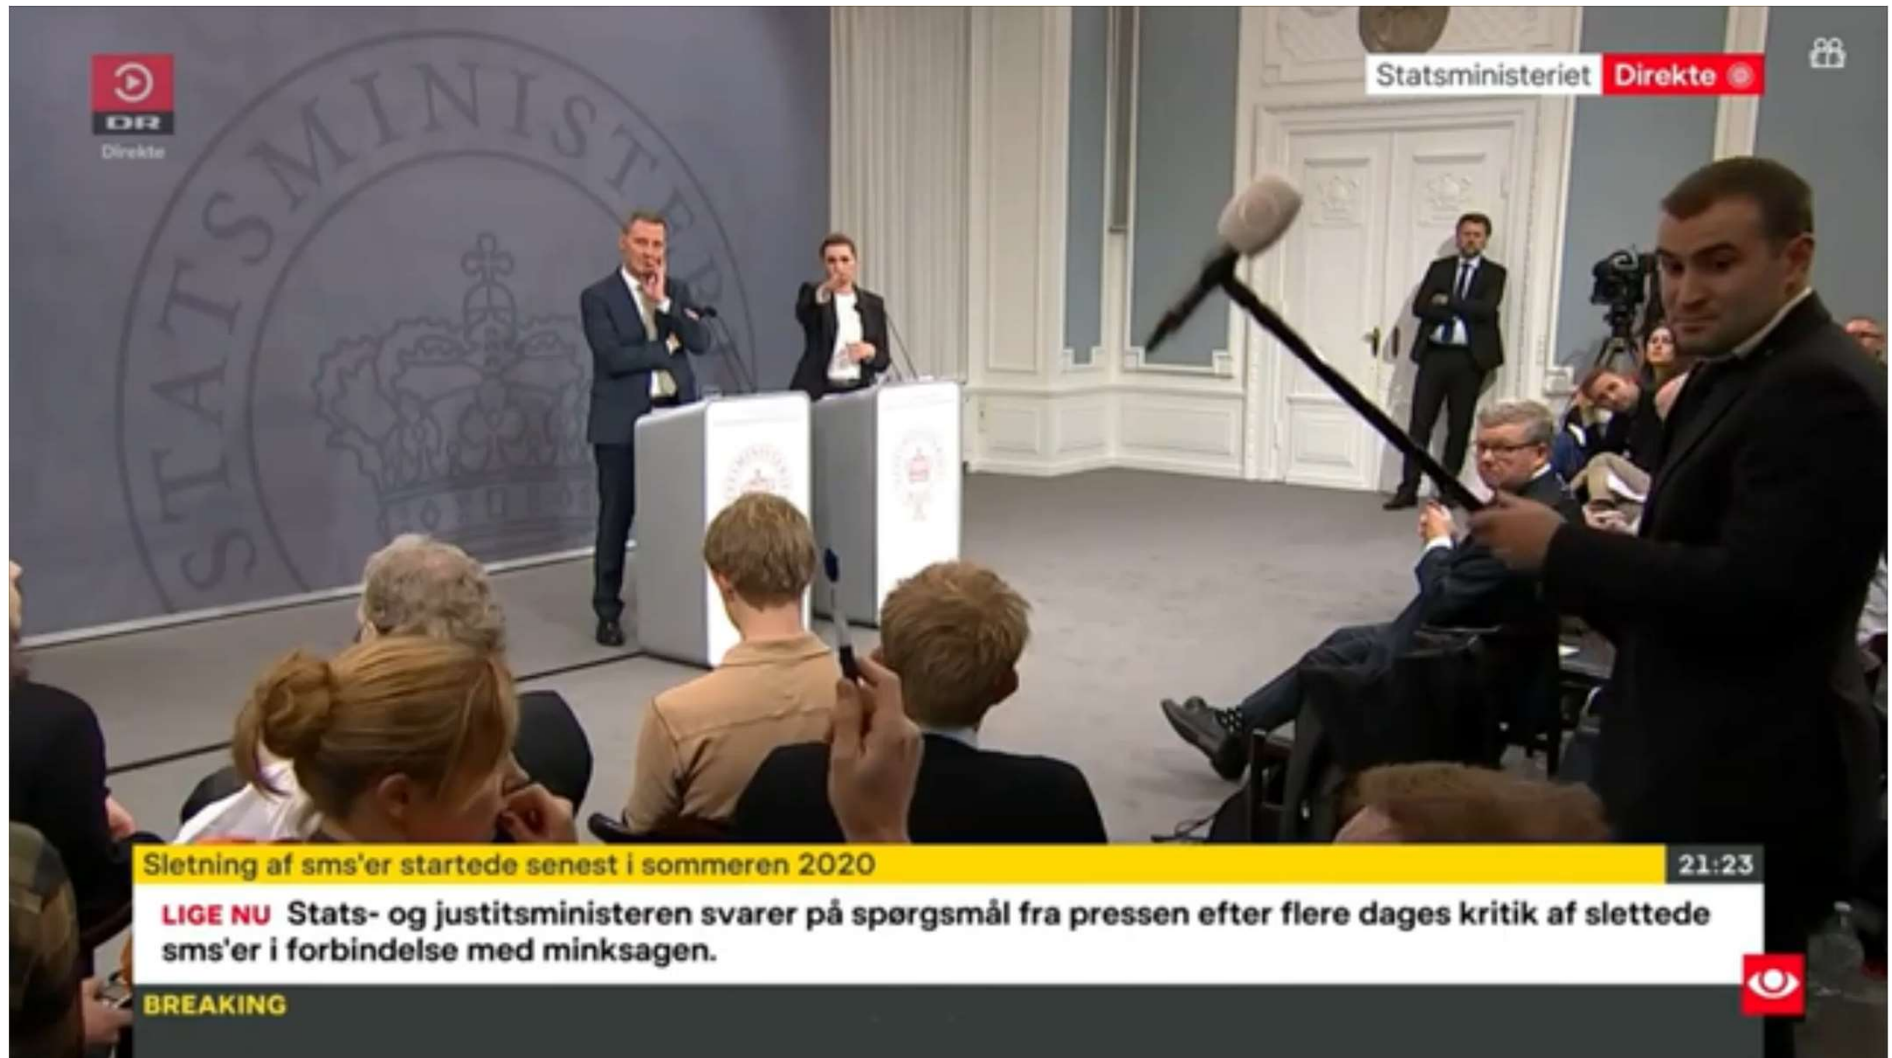 DR
Direkte
Statsministeriet Direkte
STATSMINISTERIET
Sletning af sms'er startede senest i sommeren 2020
21:23
LIGE NU Stats- og justitsministeren svarer på spørgsmål fra pressen efter flere dages kritik af slettede
sms'er i forbindelse med minksagen.
BREAKING